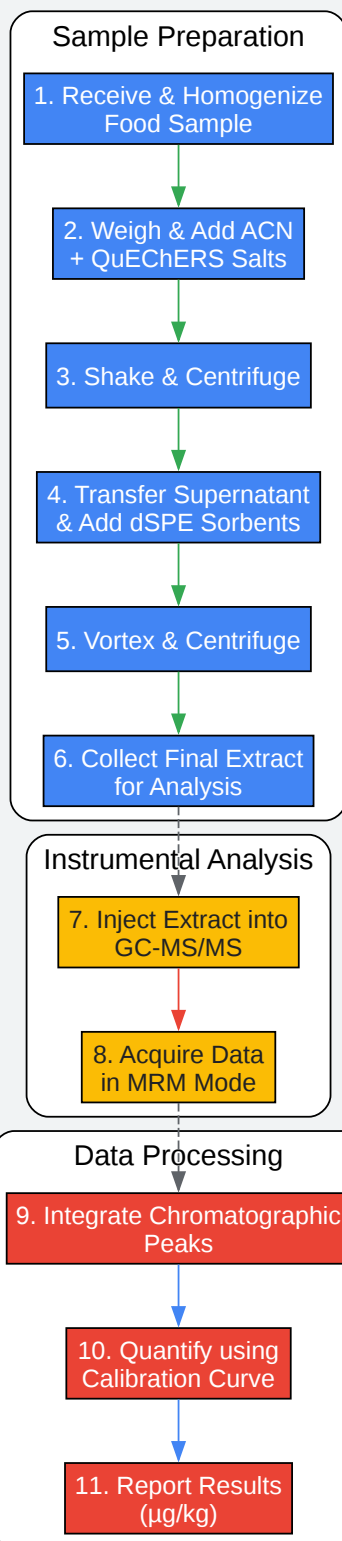 Sample Preparation
1. Receive & Homogenize
Food Sample
2. Weigh & Add ACN
+ QuEChERS Salts
3. Shake & Centrifuge
4. Transfer Supernatant
& Add dSPE Sorbents
5. Vortex & Centrifuge
6. Collect Final Extract
for Analysis
Instrumental Analysis
7. Inject Extract into
GC-MS/MS
8. Acquire Data
in MRM Mode
Data Processing
9. Integrate Chromatographic
Peaks
10. Quantify using
Calibration Curve
11. Report Results
(µg/kg)